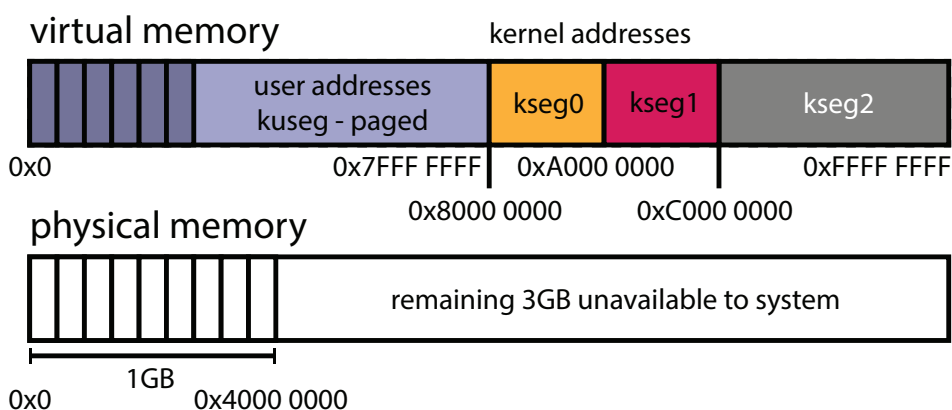 virtual memory
kernel addresses
user addresses
kuseg - paged
kseg0
kseg1
kseg2
0x0
0x7FFF FFFF
0xA000 0000
0xFFFF FFFF
0x8000 0000
0xC000 0000
physical memory
remaining 3GB unavailable to system
1GB
0x0
0x4000 0000